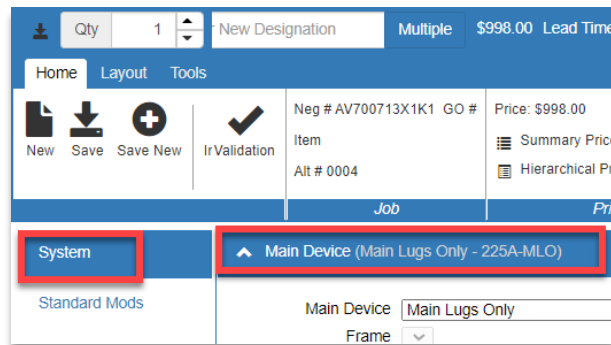 Qty 1 New Designation Multiple $998.00 Lead Time
Home Layout Tools
New Save Save New Ir Validation
Neg # AV700713X1K1 GO #
Item
Alt # 0004
Job
Price: $998.00
Summary Price
Hierarchical
System
Standard Mods
Main Device (Main Lugs Only - 225A-MLO)
Main Device Main Lugs Only
Frame